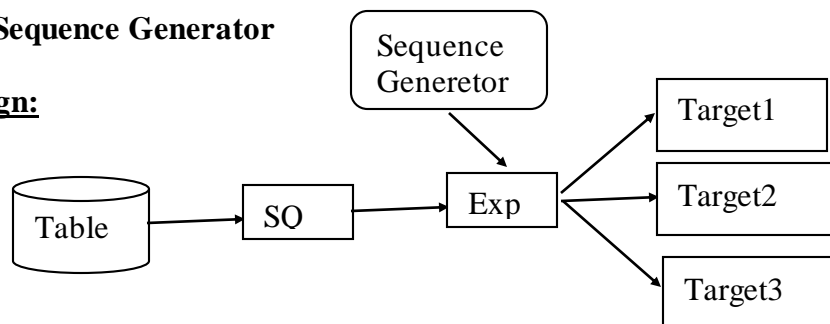 Sequence Generator
gn:
Sequence
Generetor
Table
SQ
Exp
Target1
Target2
Target3